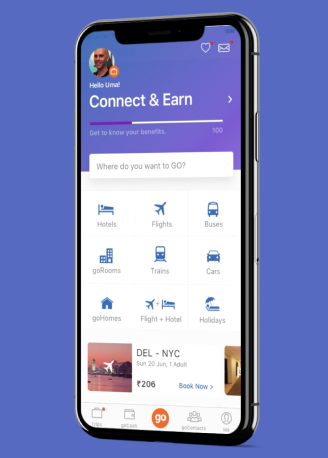 Hello Uma!
Connect & Earn
Get to know your benefits.
100
Where do you want to GO?
Hotels
Flights
Buses
goRooms
Trains
Cars
goHomes
Flight + Hotel
Holidays
DEL - NYC
Sun 20 Jun, 1 Adult
₹206
Book Now >
goCash
go
goContacts